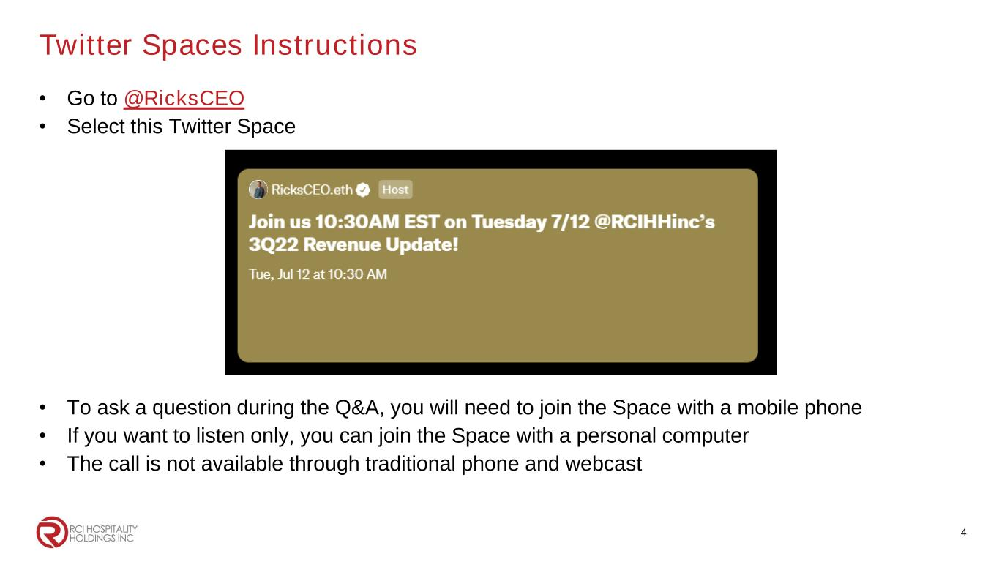 Twitter Spaces Instructions
• Go to @RicksCEO
• Select this Twitter Space
RicksCEO.eth Host
Join us 10:30AM EST on Tuesday 7/12 @RCIHHinc’s
3Q22 Revenue Update!
Tue, Jul 12 at 10:30 AM
• To ask a question during the Q&A, you will need to join the Space with a mobile phone
• If you want to listen only, you can join the Space with a personal computer
• The call is not available through traditional phone and webcast
RCI HOSPITALITY
HOLDINGS INC
4